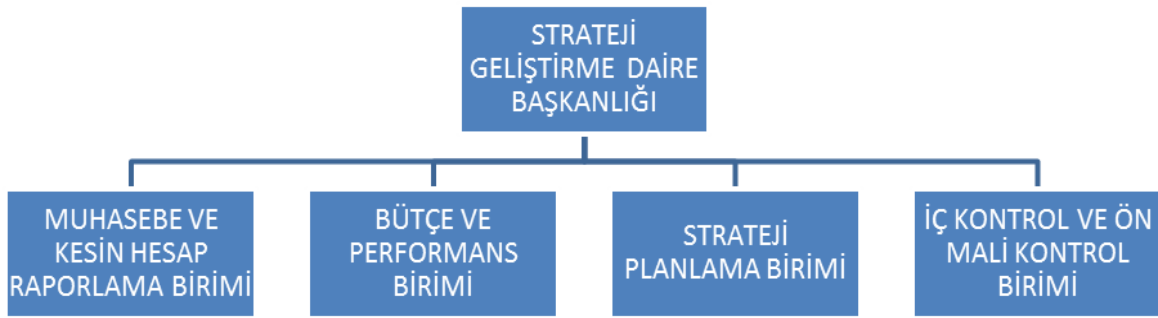 STRATEJİ
GELİŞTİRME DAİRE
BAŞKANLIĞI
MUHASEBE VE
KESİN HESAP
RAPORLAMA BİRİMİ
BÜTÇE VE
PERFORMANS
BİRİMİ
STRATEJİ
PLANLAMA BİRİMİ
İÇ KONTROL VE ÖN
MALİ KONTROL
BİRİMİ